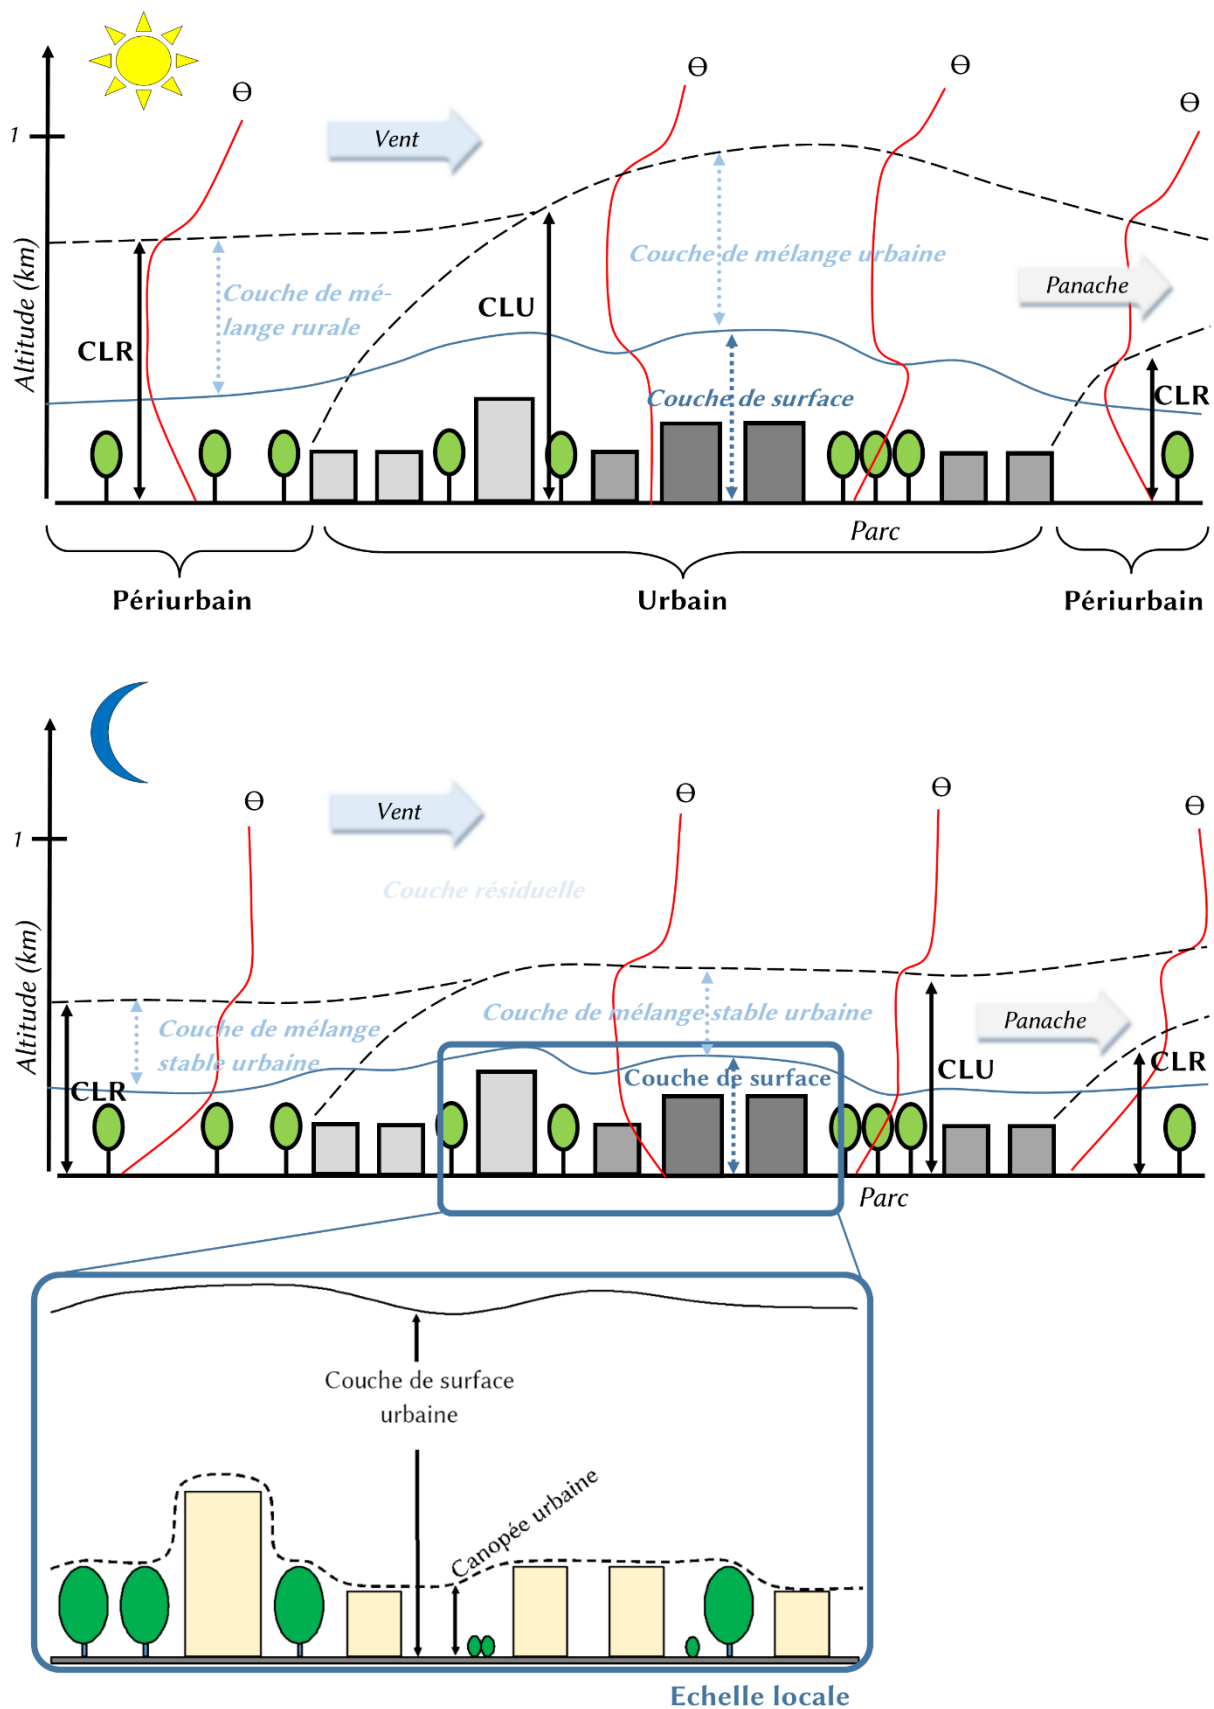 Ɵ
Ɵ
Ɵ
Ɵ
1
Vent
Altitude (km)
Couche de mélange urbaine
Couche de mé-
lange rurale
CLU
Panache
CLR
Couche de surface
CLR
Parc
Périurbain
Urbain
Périurbain
Ɵ
Ɵ
Ɵ
Ɵ
1
Vent
Couche résiduelle
Altitude (km)
Couche de mélange stable urbaine
Couche de mélange
stable urbaine
Panache
CLR
Couche de surface
CLU
CLR
Parc
Couche de surface
urbaine
Canopée urbaine
Echelle locale